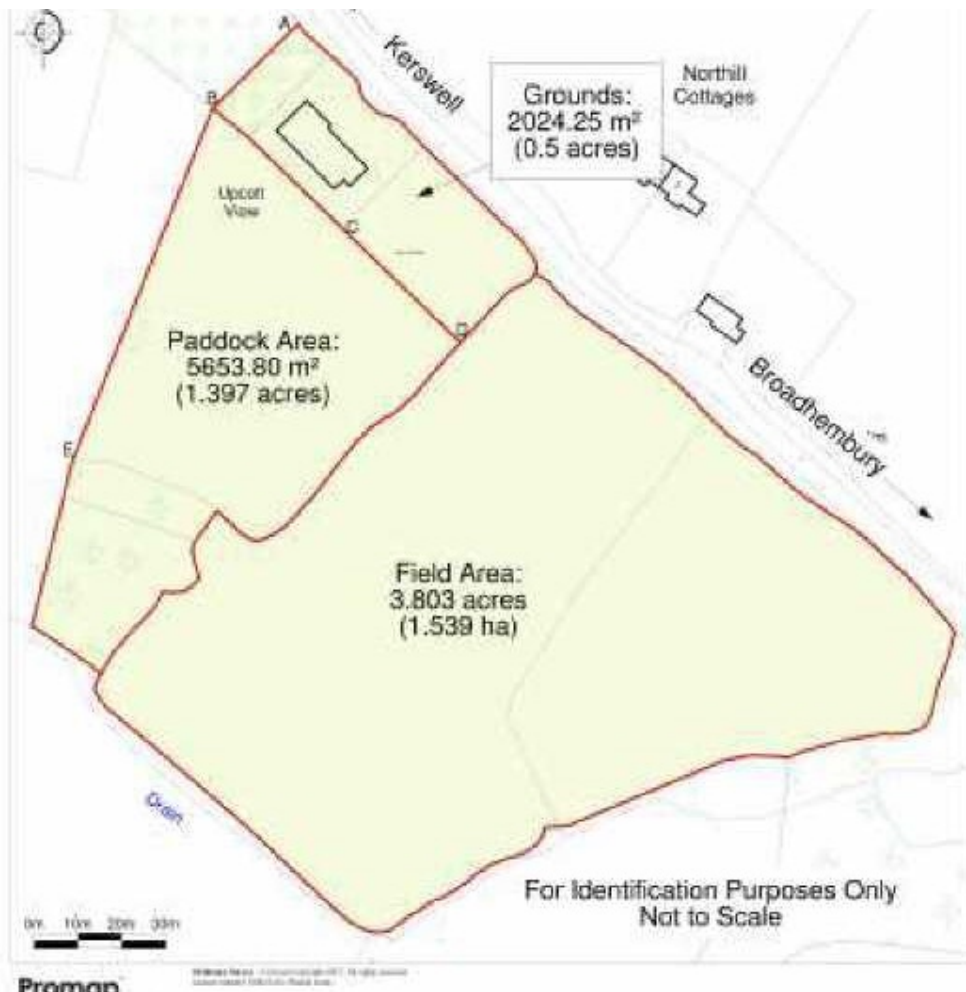 A
Kerswell
Grounds:
2024.25 m²
(0.5 acres)
Northill
Cottages
B
Upcott
View
C
D
Paddock Area:
5653.80 m²
(1.397 acres)
Broadhembury
E
Field Area:
3.803 acres
(1.539 ha)
Drain
For Identification Purposes Only
Not to Scale
0m 10m 20m 30m
Promap